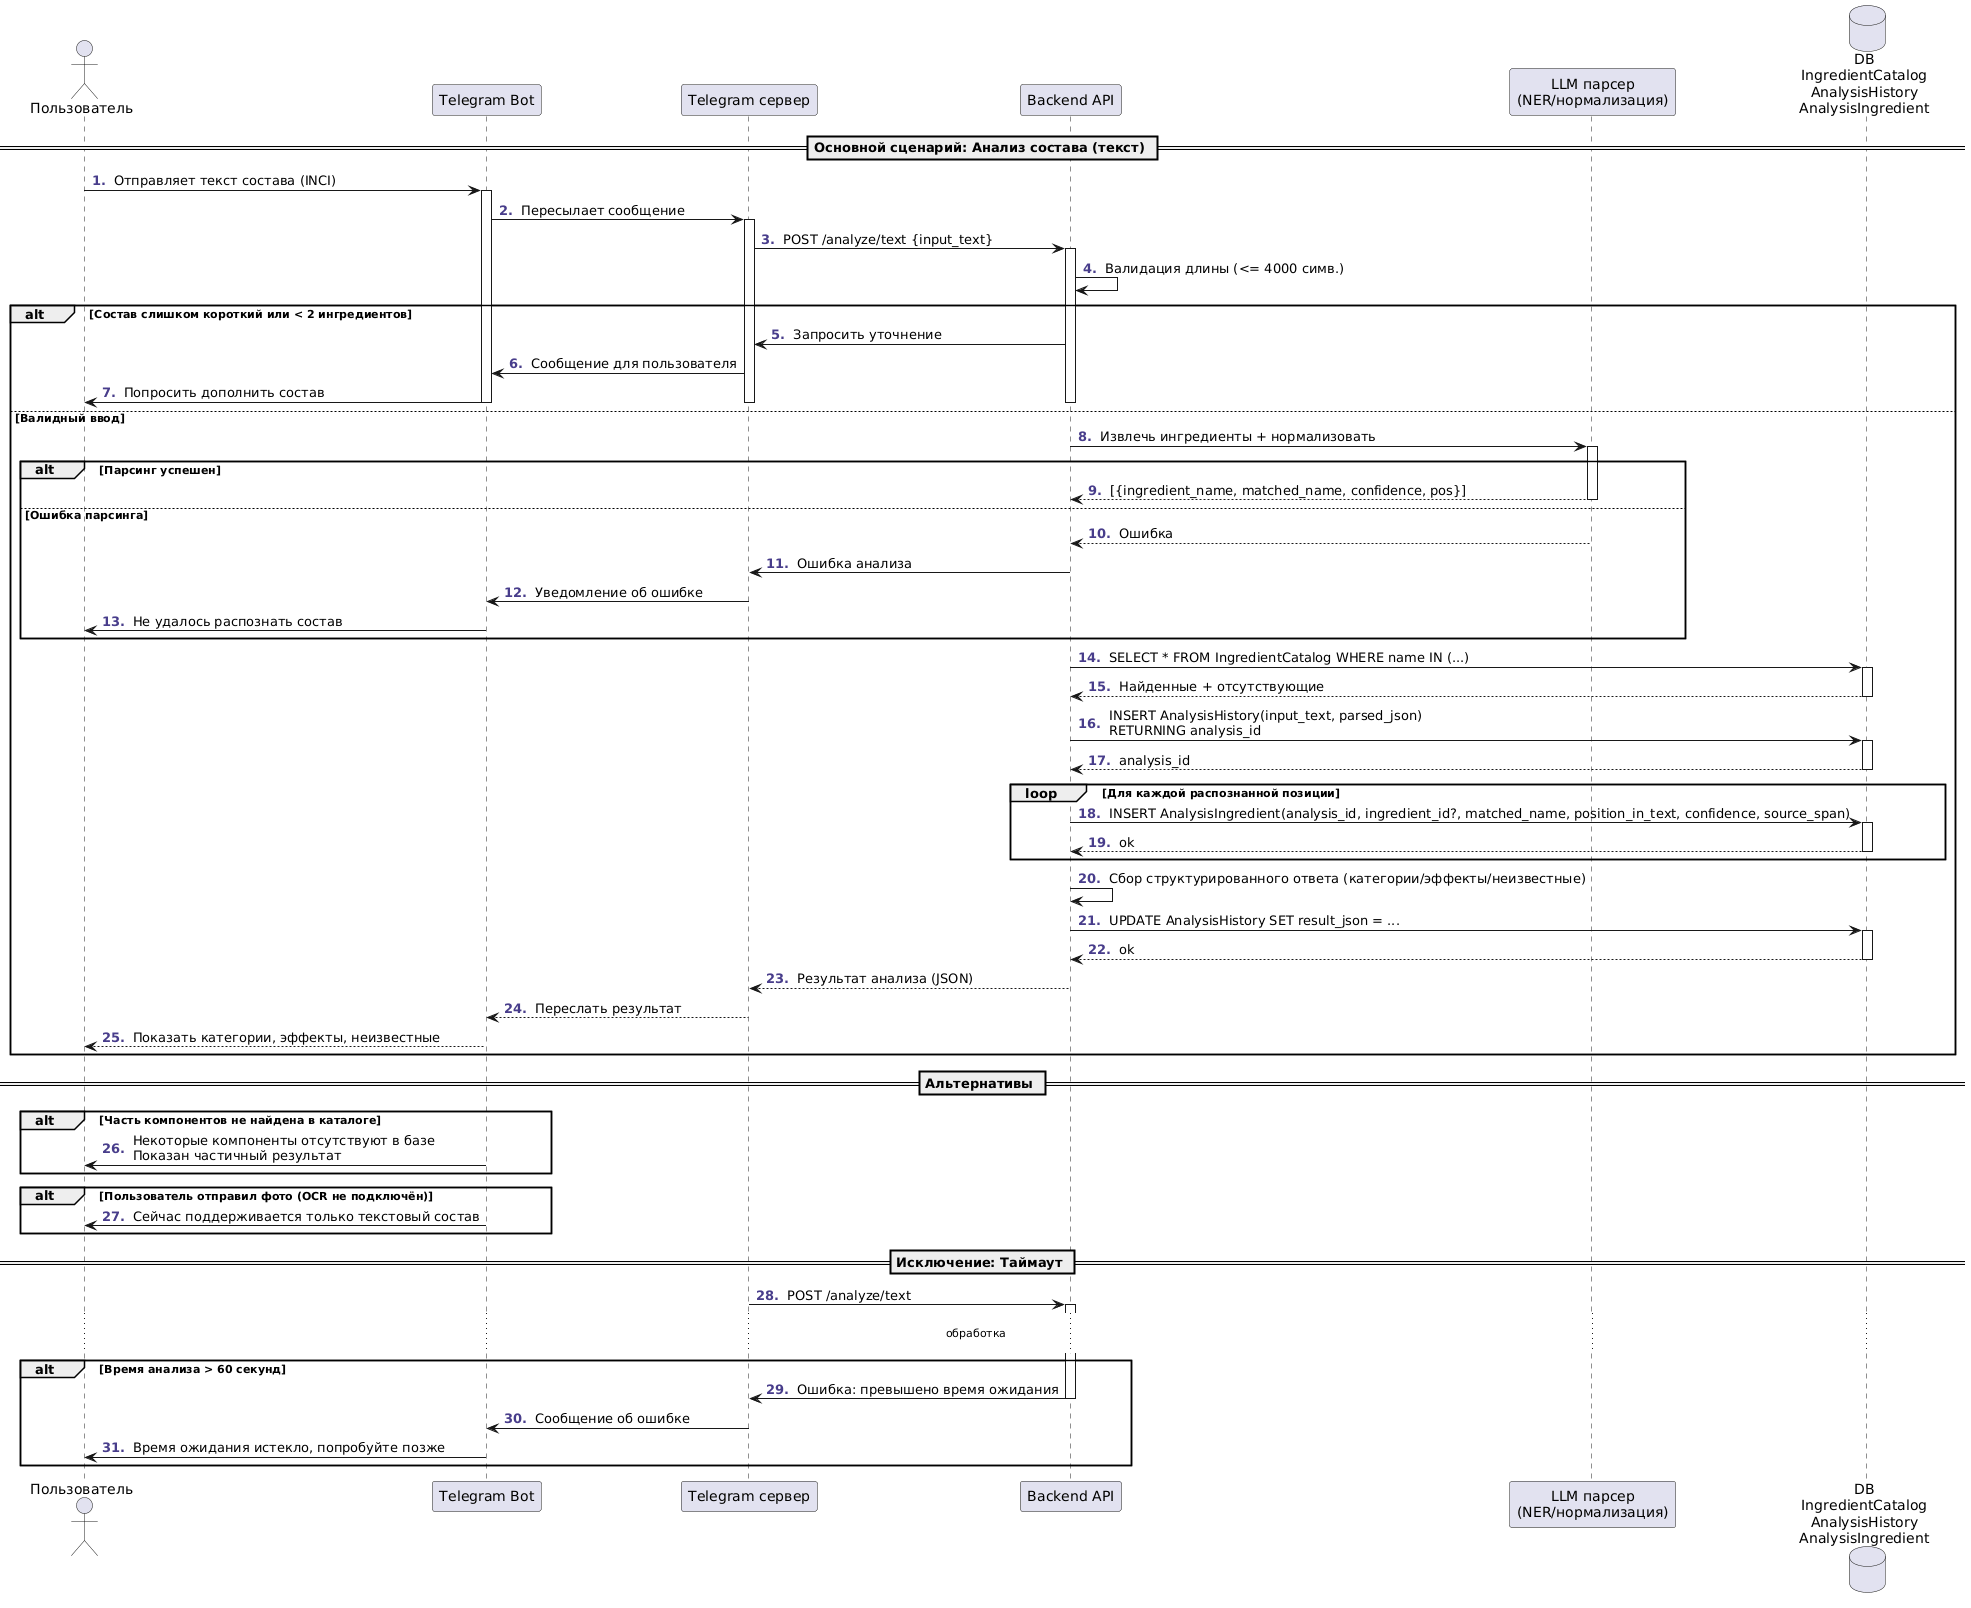 Пользователь
Telegram Bot
Telegram сервер
Backend API
LLM парсер
(NER/нормализация)
DB
IngredientCatalog
AnalysisHistory
AnalysisIngredient
Основной сценарий: Анализ состава (текст)
1. Отправляет текст состава (INCI)
2. Пересылает сообщение
3. POST /analyze/text {input_text}
4. Валидация длины (<= 4000 симв.)
alt [Состав слишком короткий или < 2 ингредиентов]
5. Запросить уточнение
6. Сообщение для пользователя
7. Попросить дополнить состав
[Валидный ввод]
8. Извлечь ингредиенты + нормализовать
alt [Парсинг успешен]
9. [{ingredient_name, matched_name, confidence, pos}]
[Ошибка парсинга]
10. Ошибка
11. Ошибка анализа
12. Уведомление об ошибке
13. Не удалось распознать состав
14. SELECT * FROM IngredientCatalog WHERE name IN (...)
15. Найденные + отсутствующие
16. INSERT AnalysisHistory(input_text, parsed_json)
RETURNING analysis_id
17. analysis_id
loop [Для каждой распознанной позиции]
18. INSERT AnalysisIngredient(analysis_id, ingredient_id?, matched_name, position_in_text, confidence, source_span)
19. ok
20. Сбор структурированного ответа (категории/эффекты/неизвестные)
21. UPDATE AnalysisHistory SET result_json = ...
22. ok
23. Результат анализа (JSON)
24. Переслать результат
25. Показать категории, эффекты, неизвестные
Альтернативы
alt [Часть компонентов не найдена в каталоге]
26. Некоторые компоненты отсутствуют в базе
Показан частичный результат
alt [Пользователь отправил фото (OCR не подключён)]
27. Сейчас поддерживается только текстовый состав
Исключение: Таймаут
28. POST /analyze/text
обработка
alt [Время анализа > 60 секунд]
29. Ошибка: превышено время ожидания
30. Сообщение об ошибке
31. Время ожидания истекло, попробуйте позже
Пользователь
Telegram Bot
Telegram сервер
Backend API
LLM парсер
(NER/нормализация)
DB
IngredientCatalog
AnalysisHistory
AnalysisIngredient